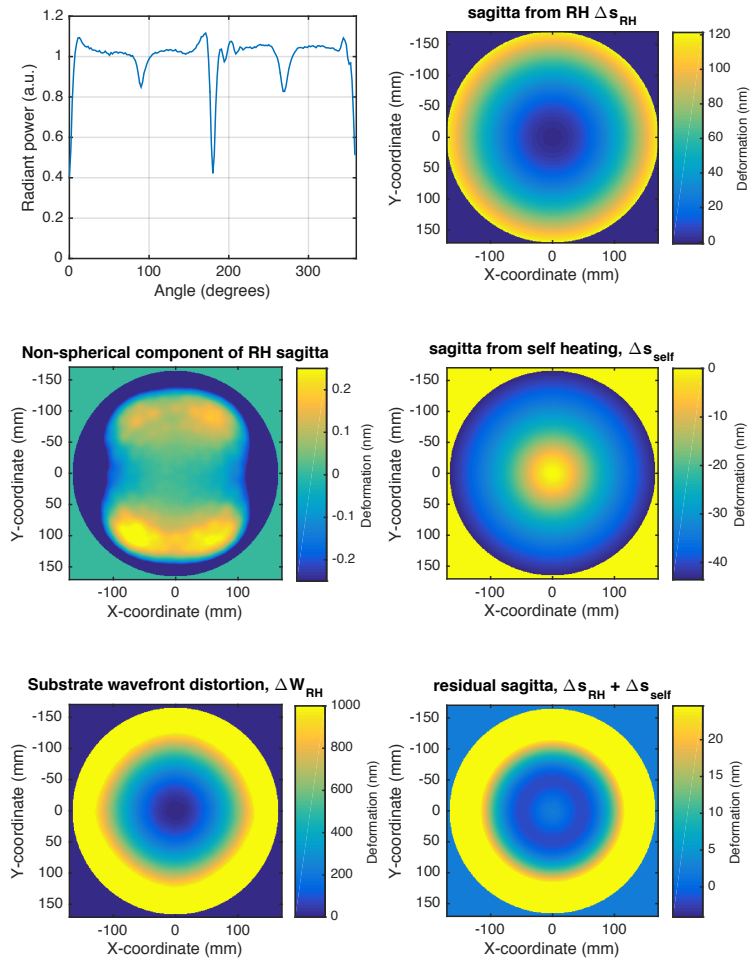 Radiant power (a.u.)
1.2
1
0.8
0.6
0.4
0.2
0
0 100 200 300
Angle (degrees)
sagitta from RH Δs_RH
Y-coordinate (mm)
-150
-100
-50
0
50
100
150
-100 0 100
X-coordinate (mm)
120
100
80
60
40
20
0
Deformation (nm)
Non-spherical component of RH sagitta
Y-coordinate (mm)
-150
-100
-50
0
50
100
150
-100 0 100
X-coordinate (mm)
0.2
0.1
0
-0.1
-0.2
Deformation (nm)
sagitta from self heating, Δs_self
Y-coordinate (mm)
-150
-100
-50
0
50
100
150
-100 0 100
X-coordinate (mm)
0
-10
-20
-30
-40
Deformation (nm)
Substrate wavefront distortion, ΔW_RH
Y-coordinate (mm)
-150
-100
-50
0
50
100
150
-100 0 100
X-coordinate (mm)
1000
800
600
400
200
0
Deformation (nm)
residual sagitta, Δs_RH + Δs_self
Y-coordinate (mm)
-150
-100
-50
0
50
100
150
-100 0 100
X-coordinate (mm)
20
15
10
5
0
Deformation (nm)